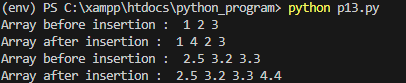 (env) PS C:\xampp\htdocs\python_program> python p13.py
Array before insertion :  1 2 3
Array after insertion :  1 4 2 3
Array before insertion :  2.5 3.2 3.3
Array after insertion :  2.5 3.2 3.3 4.4